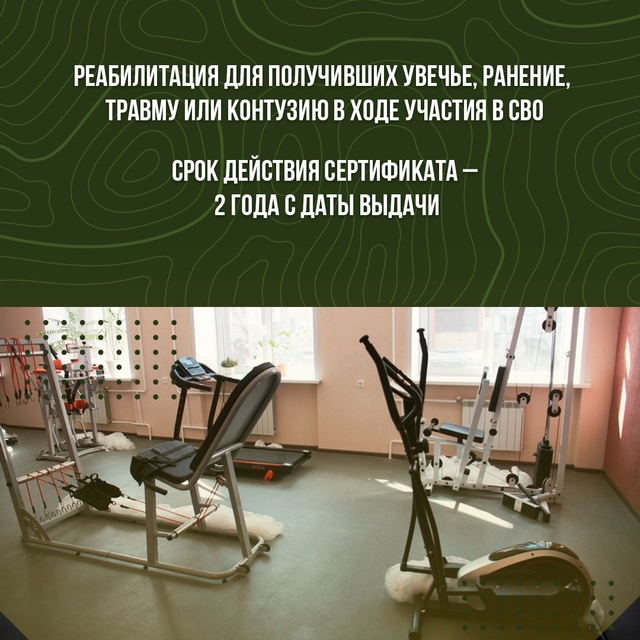 РЕАБИЛИТАЦИЯ ДЛЯ ПОЛУЧИВШИХ УВЕЧЬЕ, РАНЕНИЕ,
ТРАВМУ ИЛИ КОНТУЗИЮ В ХОДЕ УЧАСТИЯ В СВО
СРОК ДЕЙСТВИЯ СЕРТИФИКАТА –
2 ГОДА С ДАТЫ ВЫДАЧИ